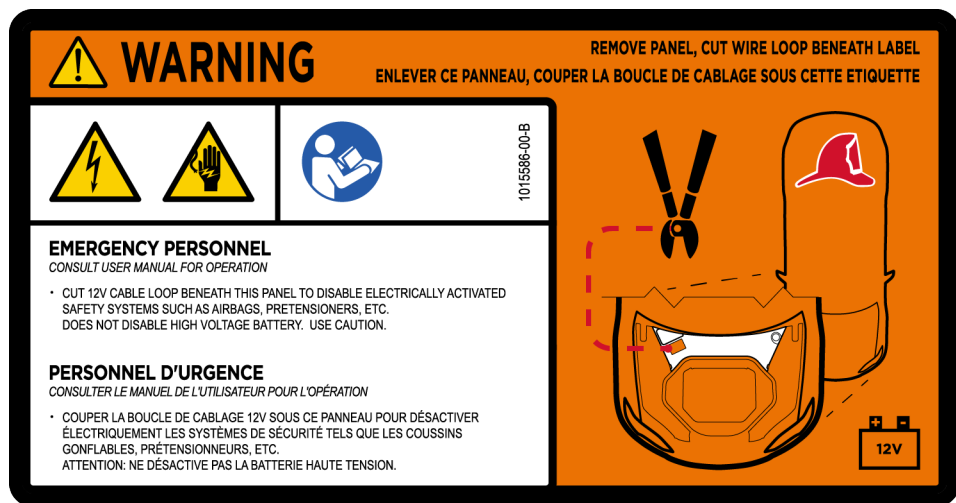 WARNING
REMOVE PANEL, CUT WIRE LOOP BENEATH LABEL
ENLEVER CE PANNEAU, COUPER LA BOUCLE DE CABLAGE SOUS CETTE ETIQUETTE
1015586-00-B
EMERGENCY PERSONNEL
CONSULT USER MANUAL FOR OPERATION
• CUT 12V CABLE LOOP BENEATH THIS PANEL TO DISABLE ELECTRICALLY ACTIVATED
SAFETY SYSTEMS SUCH AS AIRBAGS, PRETENSIONERS, ETC.
DOES NOT DISABLE HIGH VOLTAGE BATTERY. USE CAUTION.
PERSONNEL D'URGENCE
CONSULTER LE MANUEL DE L'UTILISATEUR POUR L'OPÉRATION
• COUPER LA BOUCLE DE CABLAGE 12V SOUS CE PANNEAU POUR DÉSACTIVER
ÉLECTRIQUEMENT LES SYSTÈMES DE SÉCURITÉ TELS QUE LES COUSSINS
GONFLABLES, PRÉTENSIONNEURS, ETC.
ATTENTION: NE DÉSACTIVE PAS LA BATTERIE HAUTE TENSION.
+ -
12V